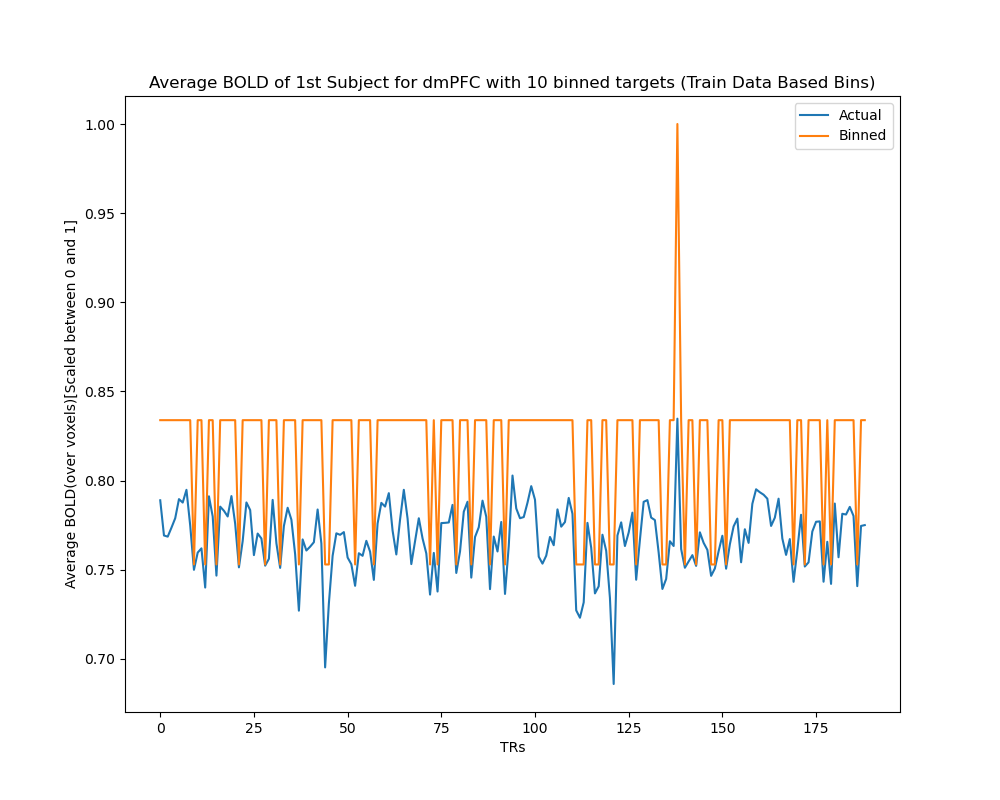 Average BOLD of 1st Subject for dmPFC with 10 binned targets (Train Data Based Bins)
Actual
Binned
1.00
0.95
0.90
0.85
0.80
0.75
0.70
Average BOLD(over voxels)[Scaled between 0 and 1]
0 25 50 75 100 125 150 175
TRs